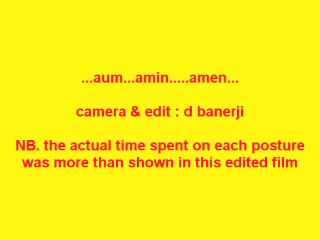 ...aum...amin.....amen...
camera & edit : d banerji
NB. the actual time spent on each posture
was more than shown in this edited film